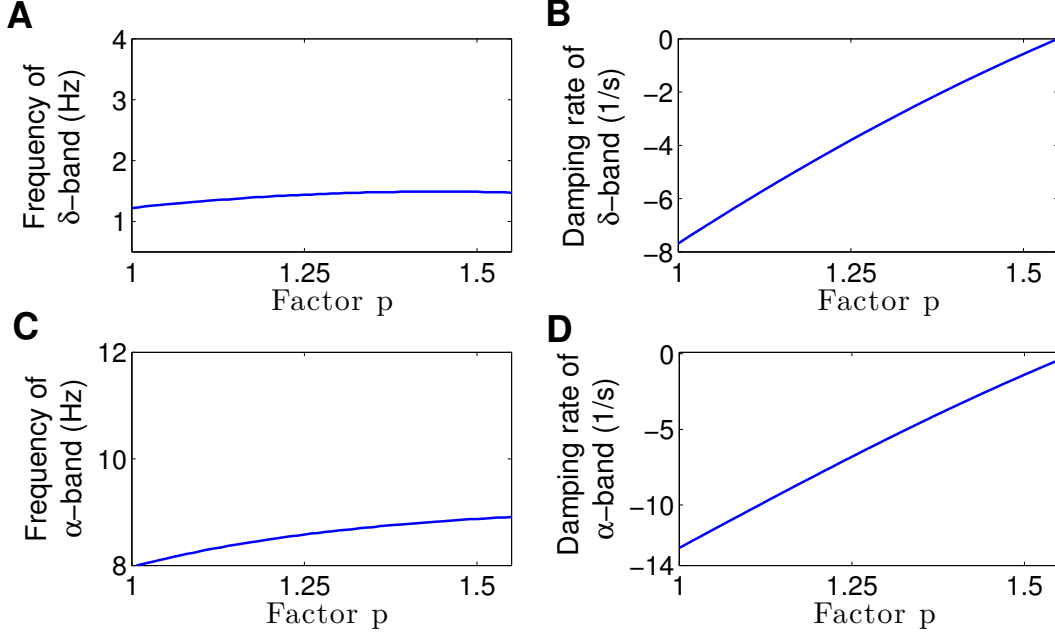 A
Frequency of
δ−band (Hz)
4
3
2
1
1
1.25
1.5
Factor p
B
Damping rate of
δ−band (1/s)
0
−2
−4
−6
−8
1
1.25
1.5
Factor p
C
Frequency of
α−band (Hz)
12
10
8
1
1.25
1.5
Factor p
D
Damping rate of
α−band (1/s)
0
−5
−10
−14
1
1.25
1.5
Factor p